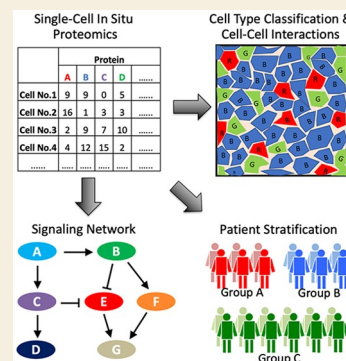 Single-Cell In Situ
Proteomics
Protein
A B C D ......
Cell No.1 9 9 0 5 ......
Cell No.2 16 1 3 3 ......
Cell No.3 2 9 7 10 ......
Cell No.4 4 12 15 2 ......
...... ...... ...... ...... ...... ......
Cell Type Classification &
Cell-Cell Interactions
Signaling Network
A B
C E F
D G
Patient Stratification
Group A Group B
Group C